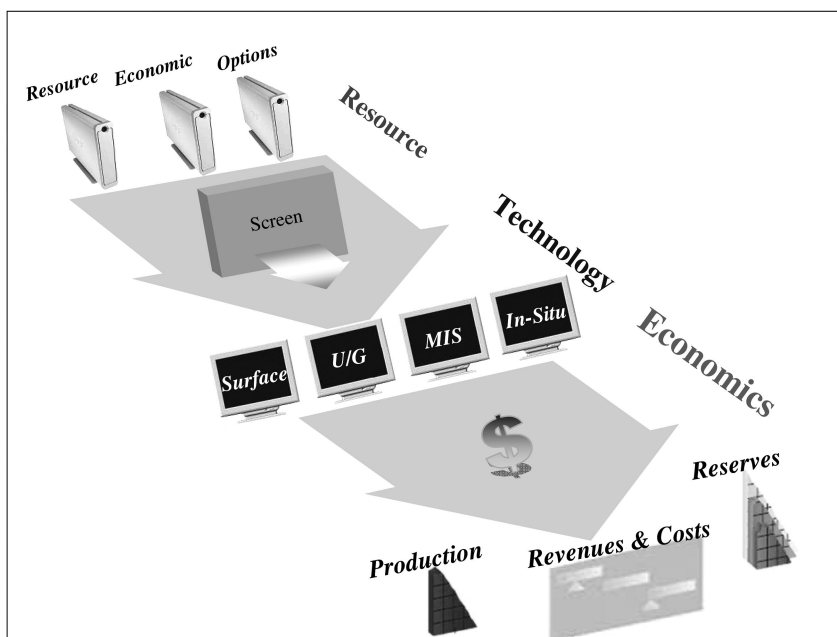 Resource
Economic
Options
Resource
Screen
Technology
Surface
U/G
MIS
In-Situ
Economics
$
Reserves
Production
Revenues & Costs